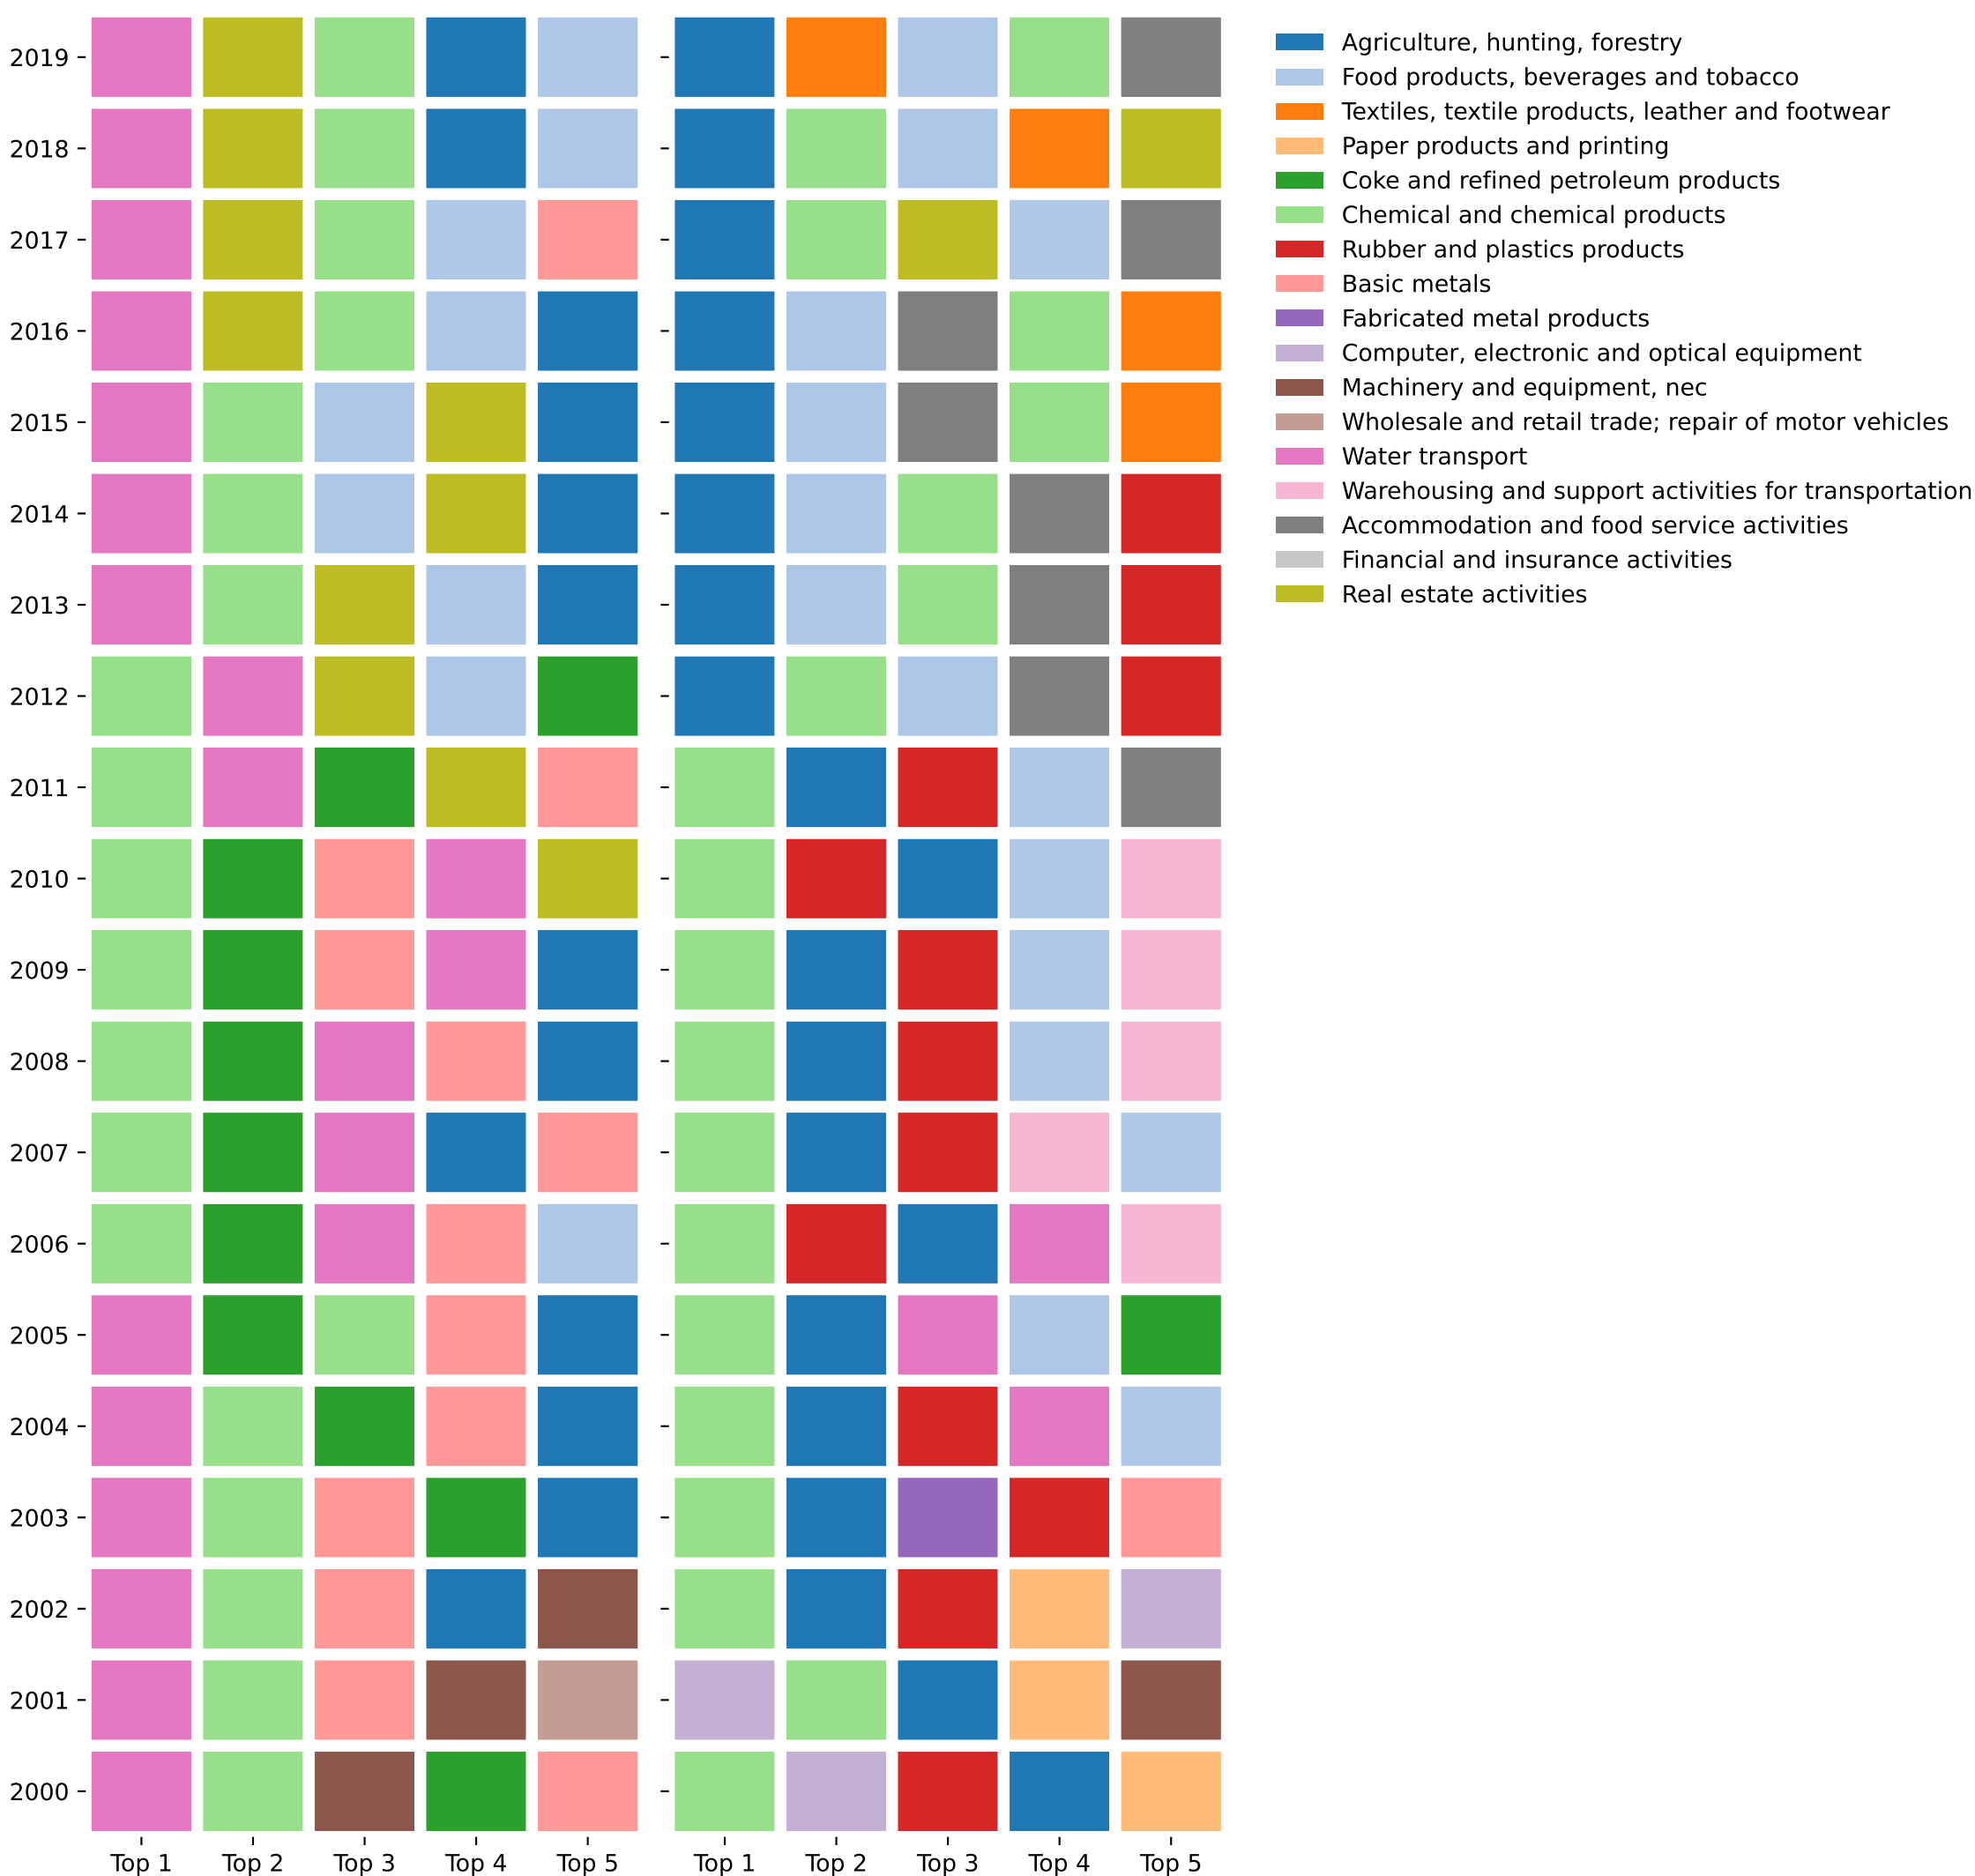 2019
2018
2017
2016
2015
2014
2013
2012
2011
2010
2009
2008
2007
2006
2005
2004
2003
2002
2001
2000
Top 1 Top 2 Top 3 Top 4 Top 5 Top 1 Top 2 Top 3 Top 4 Top 5
Agriculture, hunting, forestry
Food products, beverages and tobacco
Textiles, textile products, leather and footwear
Paper products and printing
Coke and refined petroleum products
Chemical and chemical products
Rubber and plastics products
Basic metals
Fabricated metal products
Computer, electronic and optical equipment
Machinery and equipment, nec
Wholesale and retail trade; repair of motor vehicles
Water transport
Warehousing and support activities for transportation
Accommodation and food service activities
Financial and insurance activities
Real estate activities